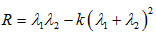 R = λ₁λ₂ − k(λ₁ + λ₂)²